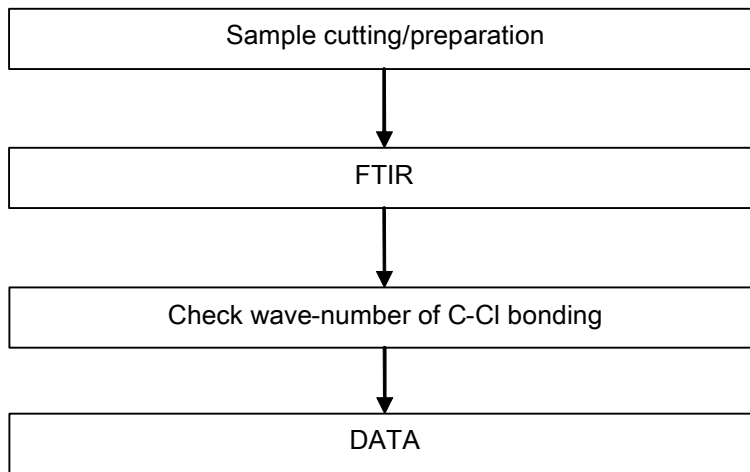 Sample cutting/preparation
FTIR
Check wave-number of C-Cl bonding
DATA